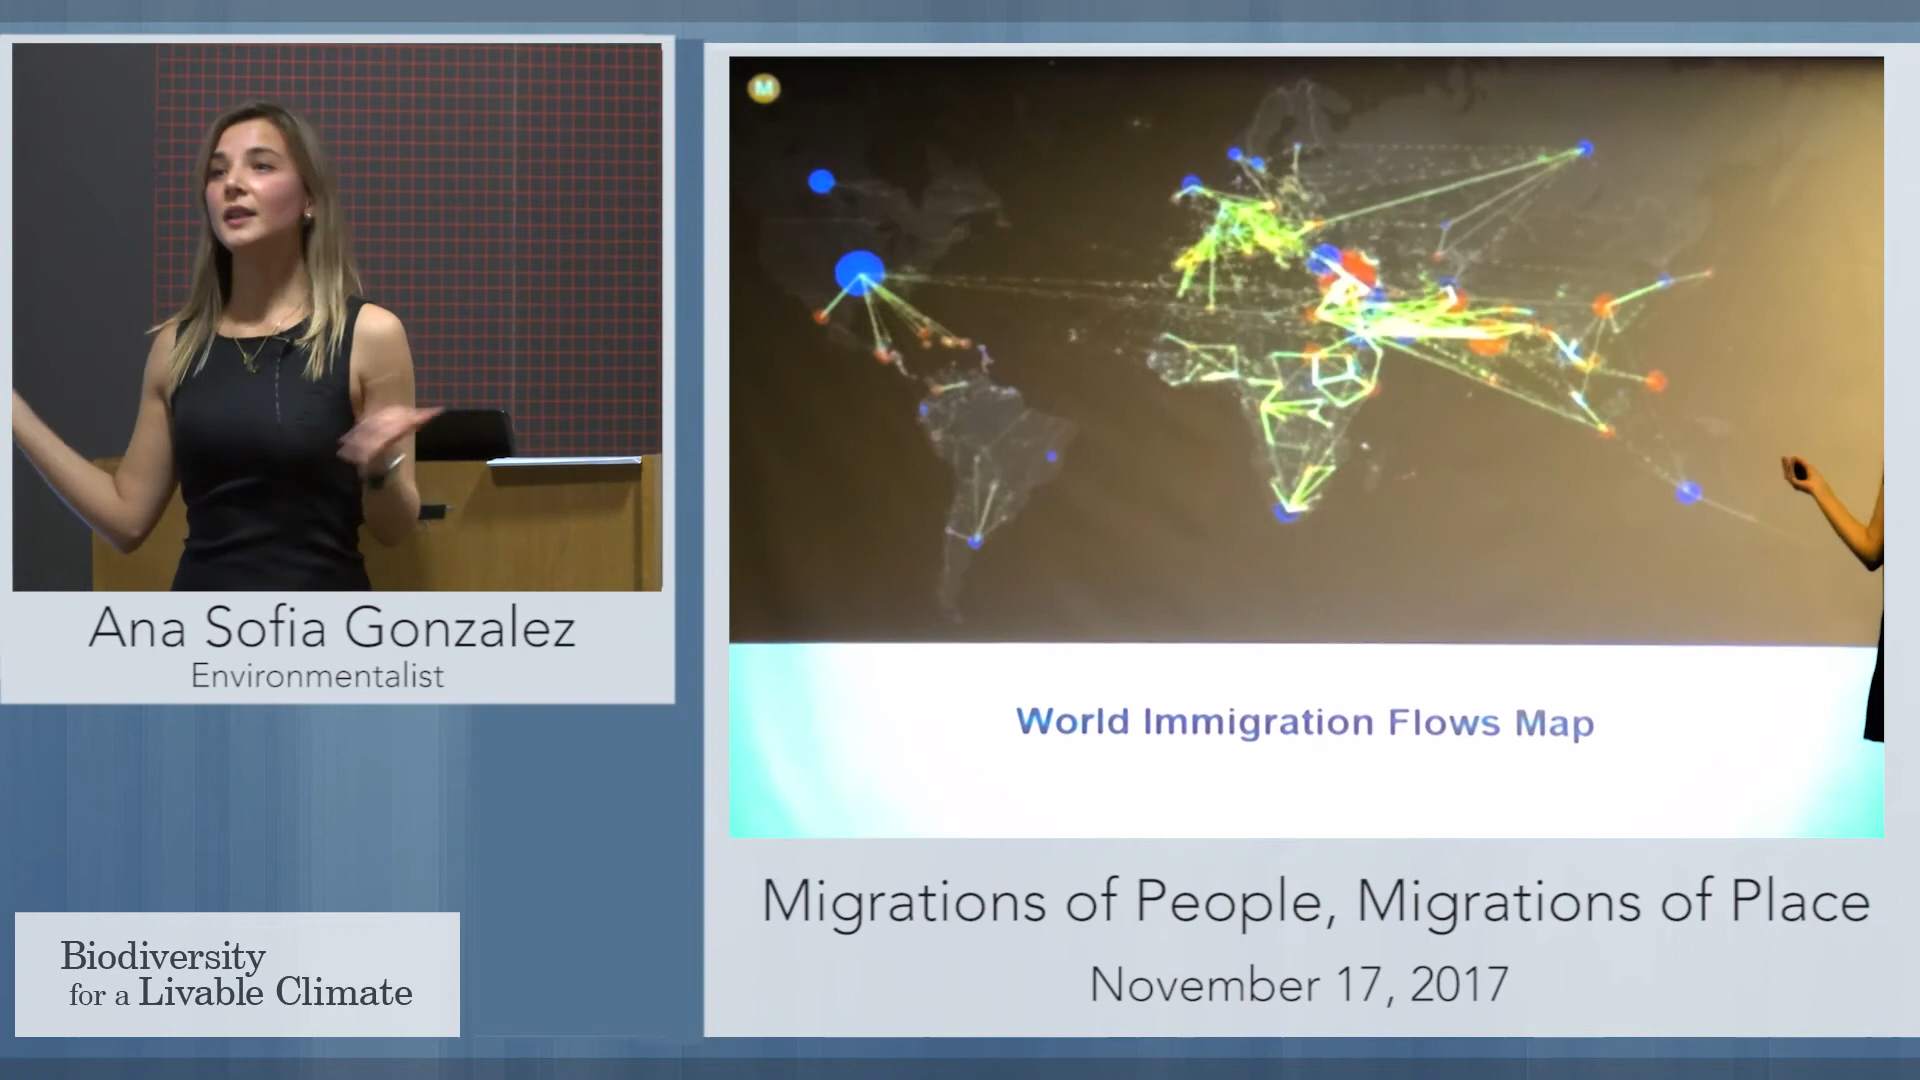 Ana Sofia Gonzalez
Environmentalist
M
World Immigration Flows Map
Migrations of People, Migrations of Place
November 17, 2017
Biodiversity
for a Livable Climate